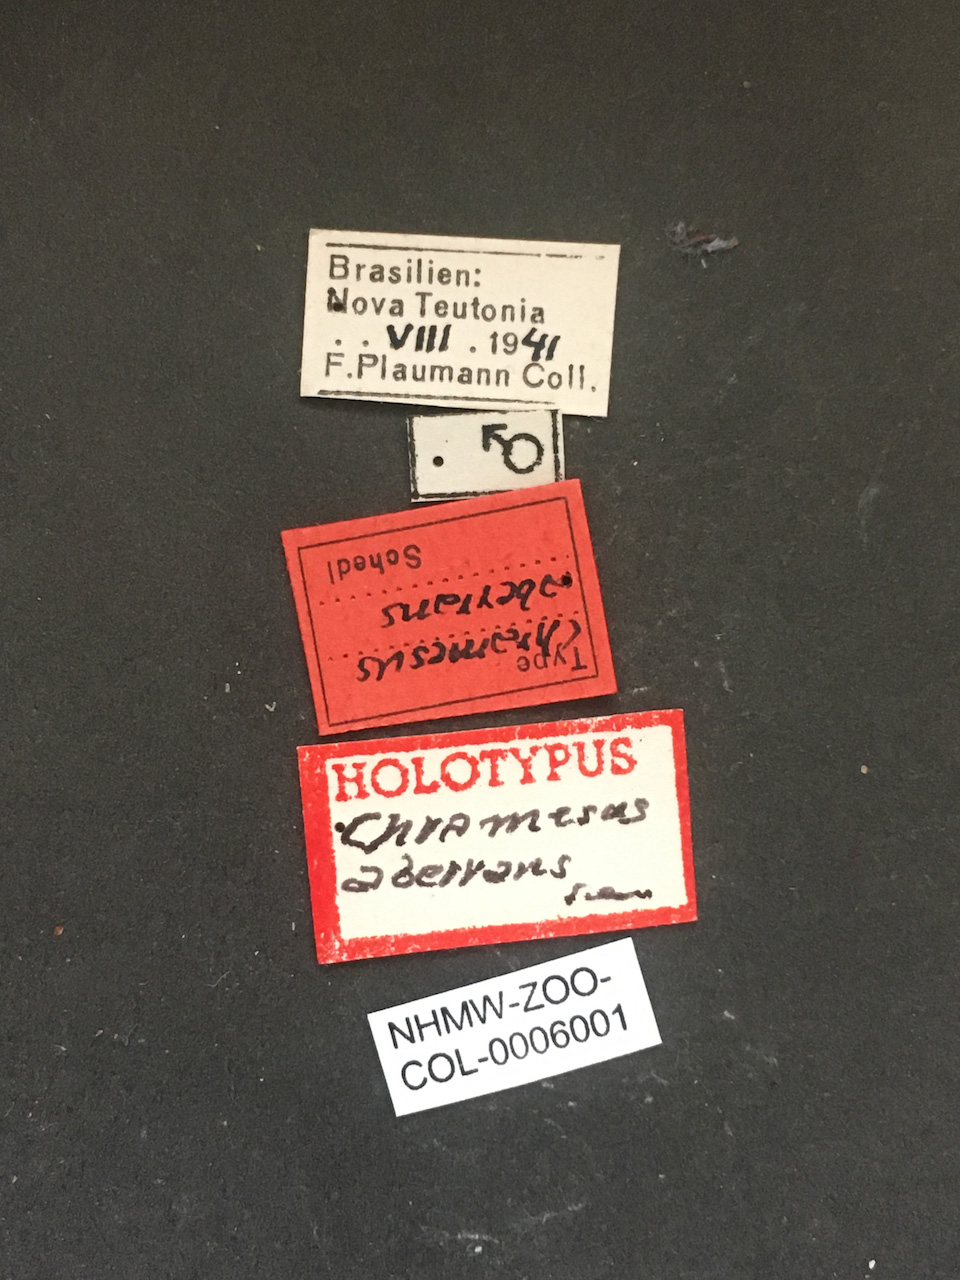 Brasilien:
Nova Teutonia
. . VIII . 1941
F. Plaumann Coll.
♂
Type
Chramesus
aberrans
Schedl
HOLOTYPUS
Chramesus
aberrans
NHMW-ZOO-
COL-0006001